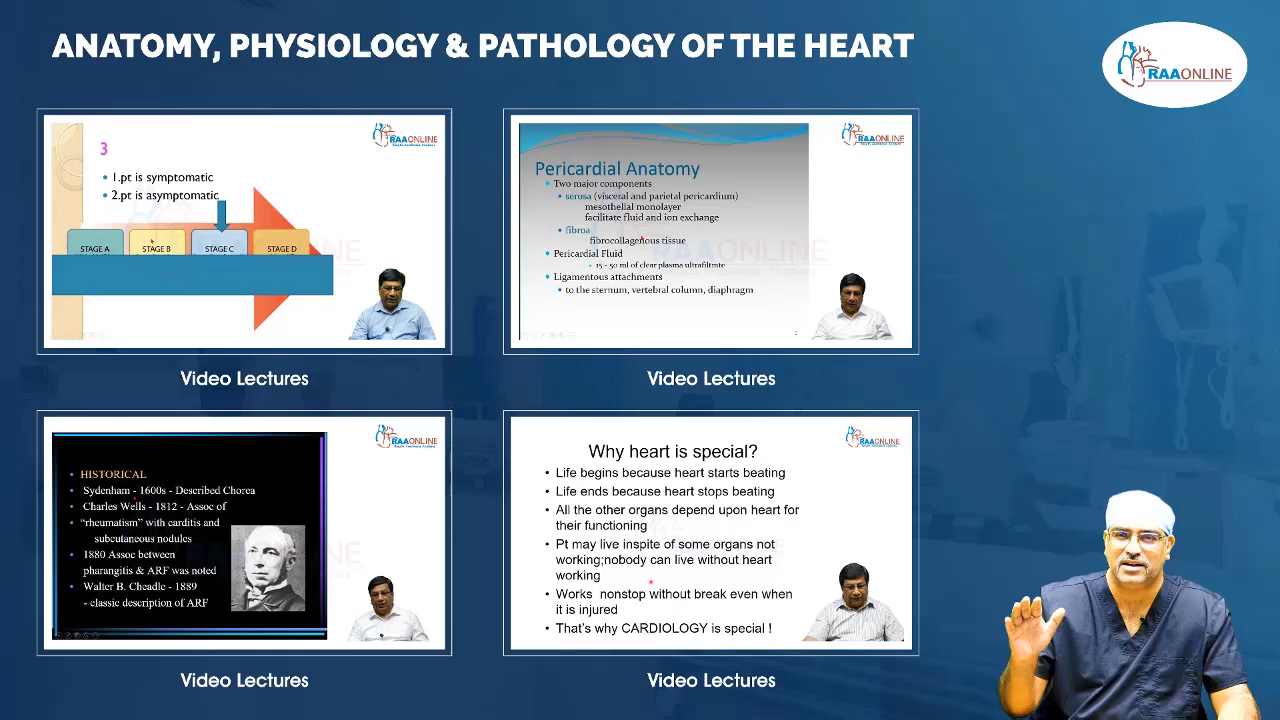 ANATOMY, PHYSIOLOGY & PATHOLOGY OF THE HEART
RAAONLINE
RAAONLINE
3
• 1.pt is symptomatic
• 2.pt is asymptomatic
STAGE A STAGE B STAGE C STAGE D
Video Lectures
RAAONLINE
Pericardial Anatomy
• Two major components
• serosa (visceral and parietal pericardium)
mesothelial monolayer
facilitate fluid and ion exchange
• fibroa
fibrocollagenous tissue
• Pericardial Fluid
• 15 - 50 ml of clear plasma ultrafiltrate
• Ligamentous attachments
• to the sternum, vertebral column, diaphragm
Video Lectures
RAAONLINE
• HISTORICAL
• Sydenham - 1600s - Described Chorea
• Charles Wells - 1812 - Assoc of
• “rheumatism” with carditis and
subcutaneous nodules
• 1880 Assoc between
pharangitis & ARF was noted
• Walter B. Cheadle - 1889
- classic description of ARF
Video Lectures
RAAONLINE
Why heart is special?
• Life begins because heart starts beating
• Life ends because heart stops beating
• All the other organs depend upon heart for
their functioning
• Pt may live inspite of some organs not
working;nobody can live without heart
working
• Works nonstop without break even when
it is injured
• That's why CARDIOLOGY is special !
Video Lectures